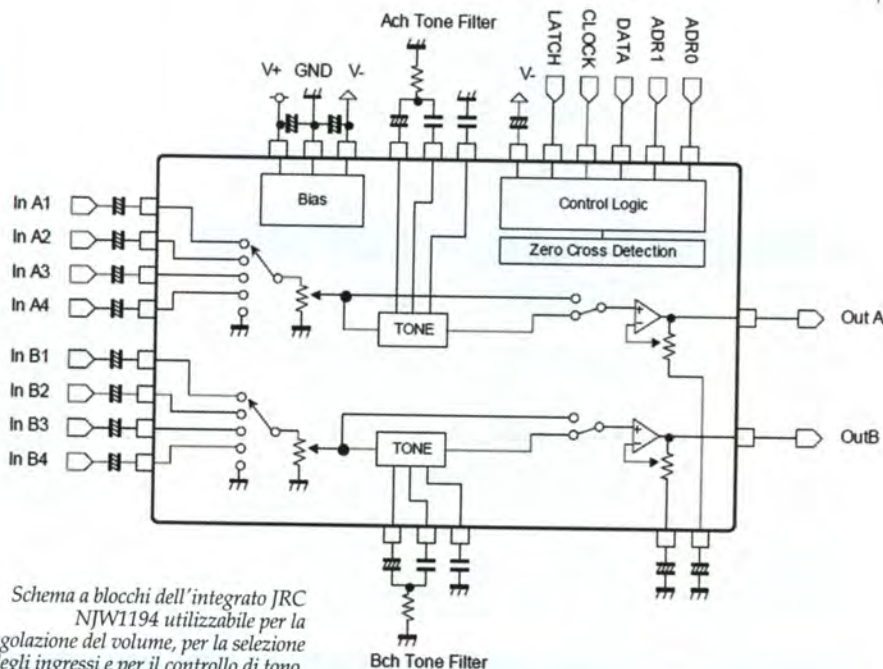 Ach Tone Filter
V+ GND V-
V-
LATCH
CLOCK
DATA
ADR1
ADR0
Bias
Control Logic
Zero Cross Detection
In A1
In A2
In A3
In A4
TONE
Out A
In B1
In B2
In B3
In B4
TONE
OutB
Schema a blocchi dell'integrato JRC
NJW1194 utilizzabile per la
golazione del volume, per la selezione
egli ingressi e per il controllo di tono.
Bch Tone Filter